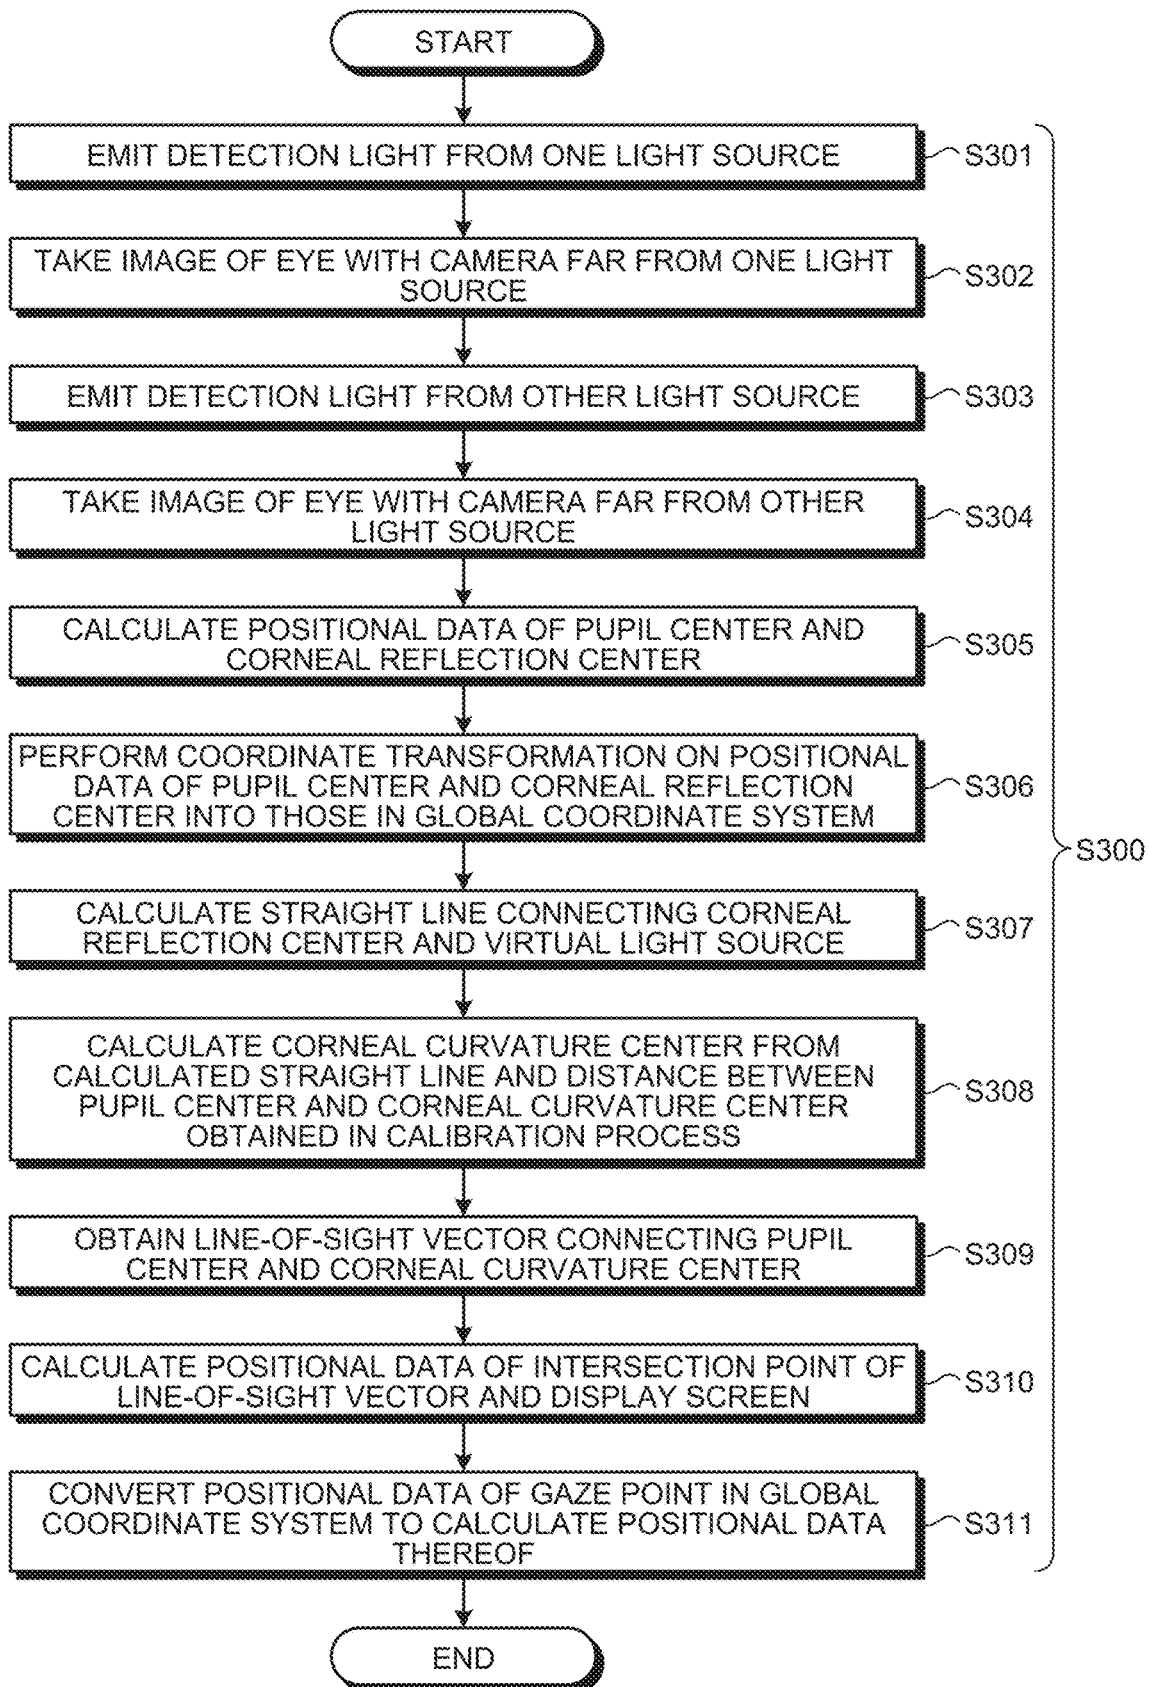 START
EMIT DETECTION LIGHT FROM ONE LIGHT SOURCE
S301
TAKE IMAGE OF EYE WITH CAMERA FAR FROM ONE LIGHT
SOURCE
S302
EMIT DETECTION LIGHT FROM OTHER LIGHT SOURCE
S303
TAKE IMAGE OF EYE WITH CAMERA FAR FROM OTHER
LIGHT SOURCE
S304
CALCULATE POSITIONAL DATA OF PUPIL CENTER AND
CORNEAL REFLECTION CENTER
S305
PERFORM COORDINATE TRANSFORMATION ON POSITIONAL
DATA OF PUPIL CENTER AND CORNEAL REFLECTION
CENTER INTO THOSE IN GLOBAL COORDINATE SYSTEM
S306
S300
CALCULATE STRAIGHT LINE CONNECTING CORNEAL
REFLECTION CENTER AND VIRTUAL LIGHT SOURCE
S307
CALCULATE CORNEAL CURVATURE CENTER FROM
CALCULATED STRAIGHT LINE AND DISTANCE BETWEEN
PUPIL CENTER AND CORNEAL CURVATURE CENTER
OBTAINED IN CALIBRATION PROCESS
S308
OBTAIN LINE-OF-SIGHT VECTOR CONNECTING PUPIL
CENTER AND CORNEAL CURVATURE CENTER
S309
CALCULATE POSITIONAL DATA OF INTERSECTION POINT OF
LINE-OF-SIGHT VECTOR AND DISPLAY SCREEN
S310
CONVERT POSITIONAL DATA OF GAZE POINT IN GLOBAL
COORDINATE SYSTEM TO CALCULATE POSITIONAL DATA
THEREOF
S311
END